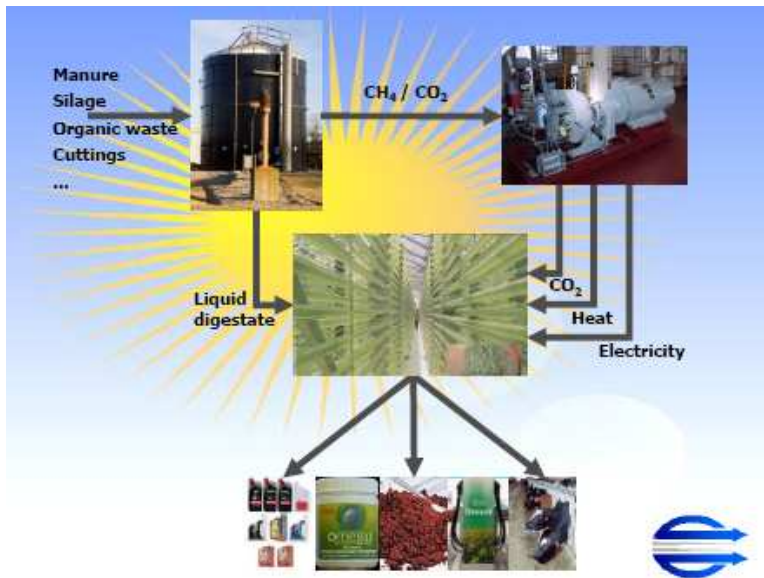 Manure
Silage
Organic waste
Cuttings
...
CH₄ / CO₂
Liquid
digestate
CO₂
Heat
Electricity